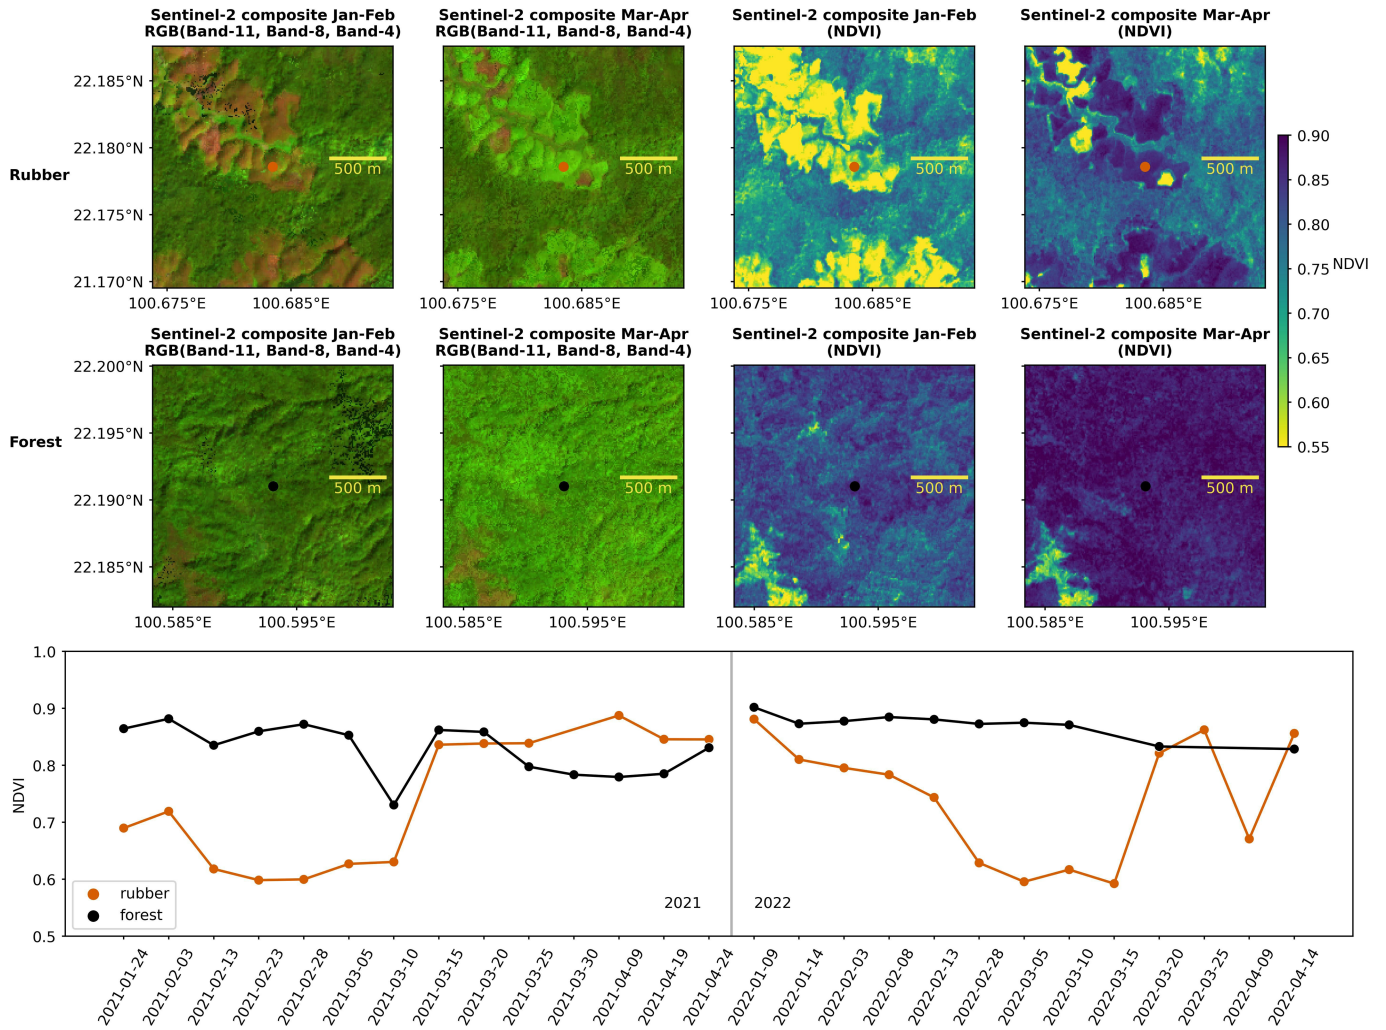 Sentinel-2 composite Jan-Feb
RGB(Band-11, Band-8, Band-4)
Sentinel-2 composite Mar-Apr
RGB(Band-11, Band-8, Band-4)
Sentinel-2 composite Jan-Feb
(NDVI)
Sentinel-2 composite Mar-Apr
(NDVI)
Rubber
22.185°N
22.180°N
22.175°N
21.170°N
500 m
500 m
500 m
500 m
100.675°E
100.685°E
100.675°E
100.685°E
100.675°E
100.685°E
100.675°E
100.685°E
0.90
0.85
0.80
0.75
0.70
0.65
0.60
0.55
NDVI
Sentinel-2 composite Jan-Feb
RGB(Band-11, Band-8, Band-4)
Sentinel-2 composite Mar-Apr
RGB(Band-11, Band-8, Band-4)
Sentinel-2 composite Jan-Feb
(NDVI)
Sentinel-2 composite Mar-Apr
(NDVI)
Forest
22.200°N
22.195°N
22.190°N
22.185°N
500 m
500 m
500 m
500 m
100.585°E
100.595°E
100.585°E
100.595°E
100.585°E
100.595°E
100.585°E
100.595°E
NDVI
1.0
0.9
0.8
0.7
0.6
0.5
rubber
forest
2021
2022
2021-01-24
2021-02-03
2021-02-13
2021-02-23
2021-02-28
2021-03-05
2021-03-10
2021-03-15
2021-03-20
2021-03-25
2021-03-30
2021-04-09
2021-04-19
2021-04-24
2022-01-09
2022-01-14
2022-02-03
2022-02-08
2022-02-13
2022-02-28
2022-03-05
2022-03-10
2022-03-15
2022-03-20
2022-03-25
2022-04-09
2022-04-14